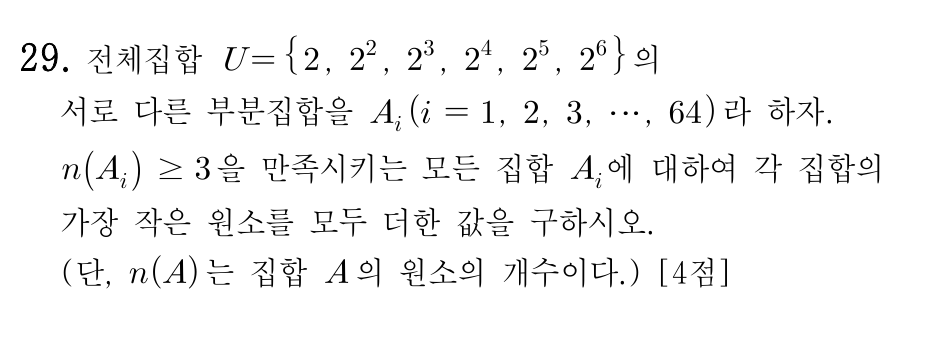 29. 전체집합 U={2, 2², 2³, 2⁴, 2⁵, 2⁶}의
서로 다른 부분집합을 Aᵢ(i = 1, 2, 3, ⋯, 64)라 하자.
n(Aᵢ) ≥ 3을 만족시키는 모든 집합 Aᵢ에 대하여 각 집합의
가장 작은 원소를 모두 더한 값을 구하시오.
(단, n(A)는 집합 A의 원소의 개수이다.) [4점]